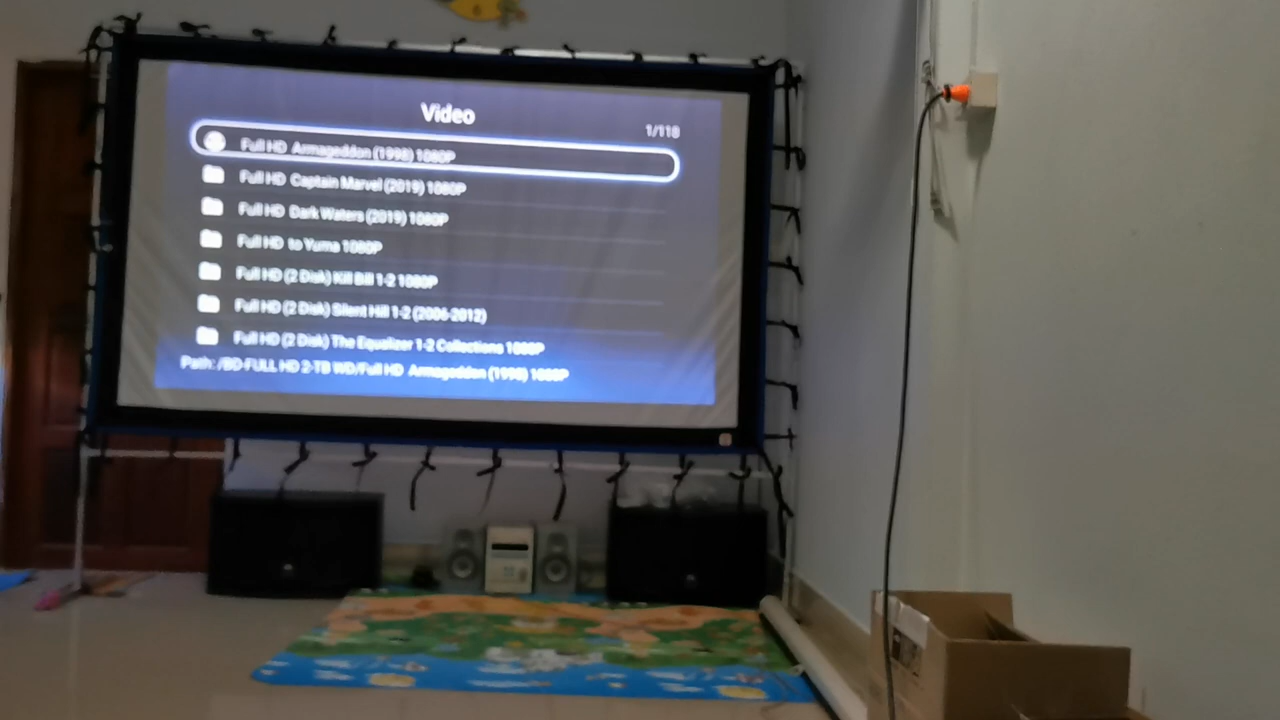 Video
1/118
Full HD Armageddon (1998) 1080P
Full HD Captain Marvel (2019) 1080P
Full HD Dark Waters (2019) 1080P
Full HD to Yuma 1080P
Full HD (2 Disk) Kill Bill 1-2 1080P
Full HD (2 Disk) Silent Hill 1-2 (2006-2012)
Full HD (2 Disk) The Equalizer 1-2 Collections 1080P
Path: /BD-FULL HD 2-TB WD/Full HD Armageddon (1998) 1080P